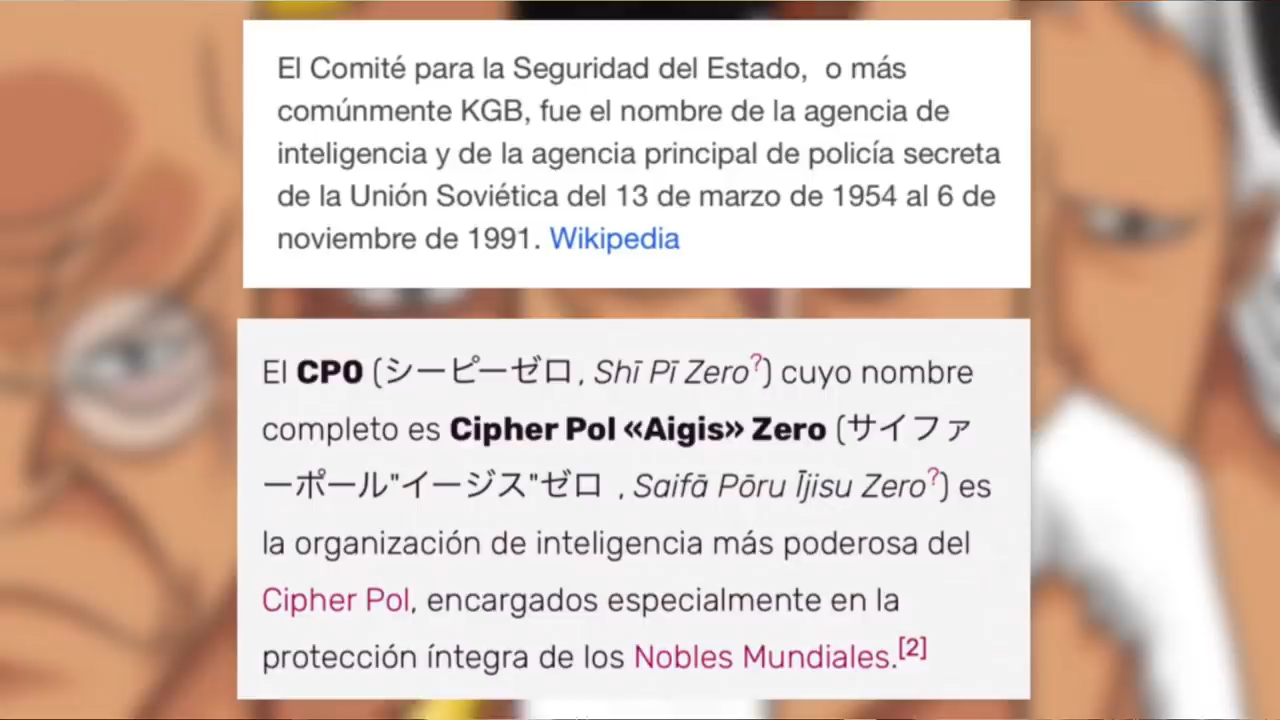 El Comité para la Seguridad del Estado,  o más
comúnmente KGB, fue el nombre de la agencia de
inteligencia y de la agencia principal de policía secreta
de la Unión Soviética del 13 de marzo de 1954 al 6 de
noviembre de 1991. Wikipedia
El CP0 (シーピーゼロ, Shī Pī Zero?) cuyo nombre
completo es Cipher Pol «Aigis» Zero (サイファ
ーポール"イージス"ゼロ , Saifā Pōru Ījisu Zero?) es
la organización de inteligencia más poderosa del
Cipher Pol, encargados especialmente en la
protección íntegra de los Nobles Mundiales.[2]